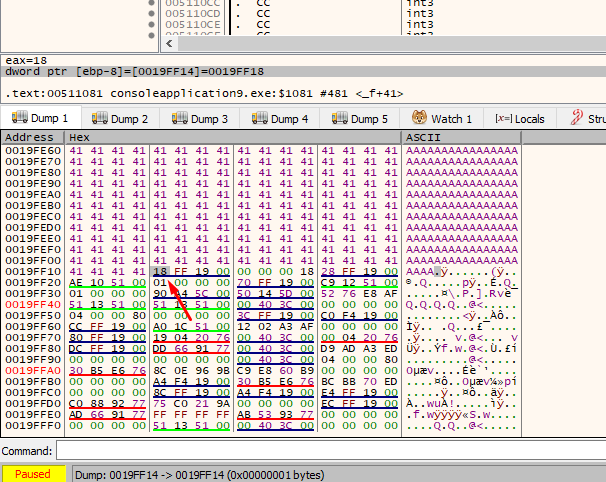 005110CC . CC int3
005110CD . CC int3
005110CE . CC int3
eax=18
dword ptr [ebp-8]=[0019FF14]=0019FF18
.text:00511081 consoleapplication9.exe:$1081 #481 <_f+41>
Dump 1 Dump 2 Dump 3 Dump 4 Dump 5 Watch 1 [x=] Locals Stru
Address Hex ASCII
0019FE60 41 41 41 41 41 41 41 41 41 41 41 41 41 41 41 41 AAAAAAAAAAAAAAAA
0019FE70 41 41 41 41 41 41 41 41 41 41 41 41 41 41 41 41 AAAAAAAAAAAAAAAA
0019FE80 41 41 41 41 41 41 41 41 41 41 41 41 41 41 41 41 AAAAAAAAAAAAAAAA
0019FE90 41 41 41 41 41 41 41 41 41 41 41 41 41 41 41 41 AAAAAAAAAAAAAAAA
0019FEA0 41 41 41 41 41 41 41 41 41 41 41 41 41 41 41 41 AAAAAAAAAAAAAAAA
0019FEB0 41 41 41 41 41 41 41 41 41 41 41 41 41 41 41 41 AAAAAAAAAAAAAAAA
0019FEC0 41 41 41 41 41 41 41 41 41 41 41 41 41 41 41 41 AAAAAAAAAAAAAAAA
0019FED0 41 41 41 41 41 41 41 41 41 41 41 41 41 41 41 41 AAAAAAAAAAAAAAAA
0019FEE0 41 41 41 41 41 41 41 41 41 41 41 41 41 41 41 41 AAAAAAAAAAAAAAAA
0019FEF0 41 41 41 41 41 41 41 41 41 41 41 41 41 41 41 41 AAAAAAAAAAAAAAAA
0019FF00 41 41 41 41 41 41 41 41 41 41 41 41 41 41 41 41 AAAAAAAAAAAAAAAA
0019FF10 41 41 41 41 18 FF 19 00 00 00 00 18 28 FF 19 00 AAAA.ÿ......(ÿ..
0019FF20 AE 10 51 00 01 00 00 00 70 FF 19 00 C9 12 51 00 ®.Q.....pÿ..É.Q.
0019FF30 01 00 00 00 90 A4 5C 00 50 14 5D 00 52 76 E8 AF
0019FF40 51 13 51 00 51 13 51 00 00 40 3C 00 00 00 00 00 Q.Q.Q.Q..@<.....
0019FF50 04 00 00 80 00 00 00 00 3C FF 19 00 C0 F4 19 00 ........<ÿ..Àô..
0019FF60 CC FF 19 00 A0 1C 51 00 12 02 A3 AF 00 00 00 00
0019FF70 80 FF 19 00 19 04 20 76 00 40 3C 00 00 04 20 76
0019FF80 DC FF 19 00 DD 66 91 77 00 40 3C 00 D9 AD A3 ED
0019FF90 00 00 00 00 00 00 00 00 00 40 3C 00 04 00 00 80
0019FFA0 30 B5 E6 76 8C 0E 96 9B C9 E8 60 B9 00 00 00 00
0019FFB0 00 00 00 00 A4 F4 19 00 30 B5 E6 76 BC BB 70 ED
0019FFC0 00 00 00 00 8C FF 19 00 A4 F4 19 00 E4 FF 19 00
0019FFD0 C0 88 92 77 75 C0 21 9A 00 00 00 00 EC FF 19 00
0019FFE0 AD 66 91 77 FF FF FF FF AB 53 93 77 00 00 00 00
0019FFF0 00 00 00 00 51 13 51 00 00 40 3C 00 00 00 00 00 ....Q.Q..@<.....
Command:
Paused Dump: 0019FF14 -> 0019FF14 (0x00000001 bytes)